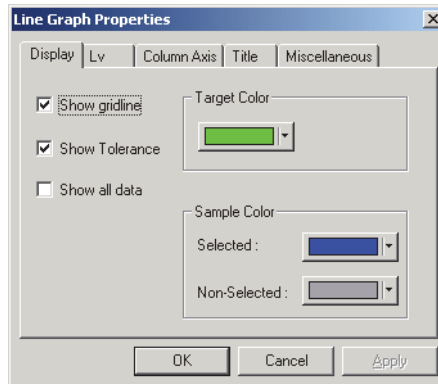 Line Graph Properties
Display Lv Column Axis Title Miscellaneous
Show gridline
Show Tolerance
Show all data
Target Color
Sample Color
Selected :
Non-Selected :
OK Cancel Apply